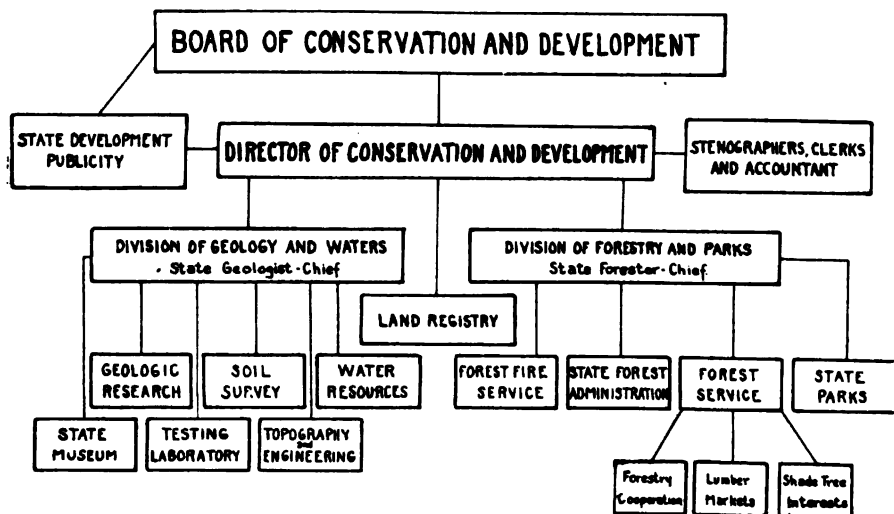 BOARD OF CONSERVATION AND DEVELOPMENT
STATE DEVELOPMENT
PUBLICITY
DIRECTOR OF CONSERVATION AND DEVELOPMENT
STENOGRAPHERS, CLERKS
AND ACCOUNTANT
DIVISION OF GEOLOGY AND WATERS
State Geologist-Chief
DIVISION OF FORESTRY AND PARKS
State Forester-Chief
LAND REGISTRY
GEOLOGIC
RESEARCH
SOIL
SURVEY
WATER
RESOURCES
FOREST FIRE
SERVICE
STATE FOREST
ADMINISTRATION
FOREST
SERVICE
STATE
PARKS
STATE
MUSEUM
TESTING
LABORATORY
TOPOGRAPHY
and
ENGINEERING
Forestry
Cooperation
Lumber
Markets
Shade Tree
Interests